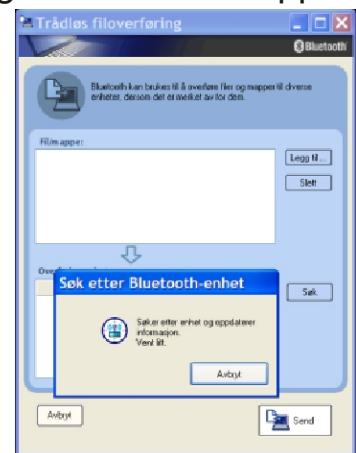 Trådløs filoverføring
Bluetooth
Bluetooth kan brukes til å overføre filer og mapper til diverse
enheter, dersom det er merket av for dem.
Fil/mapper:
Legg til...
Slett
Søk etter Bluetooth-enhet
Søk
Søker etter enhet og oppdaterer
informasjon.
Vent litt.
Avbryt
Avbryt
Send